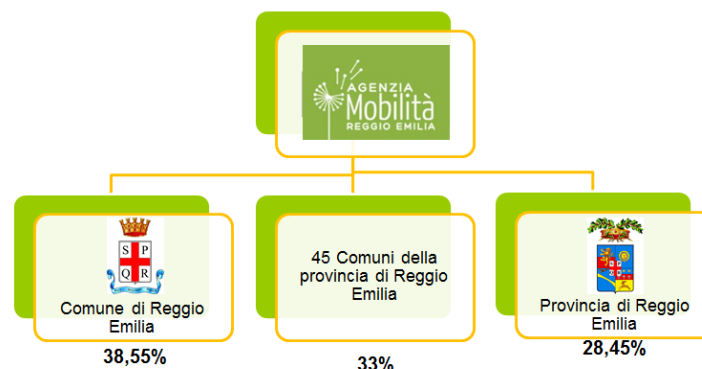 AGENZIA
Mobilità
REGGIO EMILIA
S P
Q R
Comune di Reggio
Emilia
38,55%
45 Comuni della
provincia di Reggio
Emilia
33%
Provincia di Reggio
Emilia
28,45%